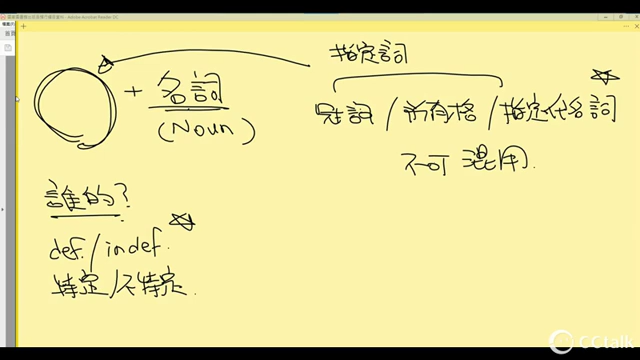 指定詞
+ 名詞
(Noun)
冠詞 / 所有格 / 指定代名詞
不可混用.
誰的?
def. / indef.
特定 / 不特定.
CCtalk